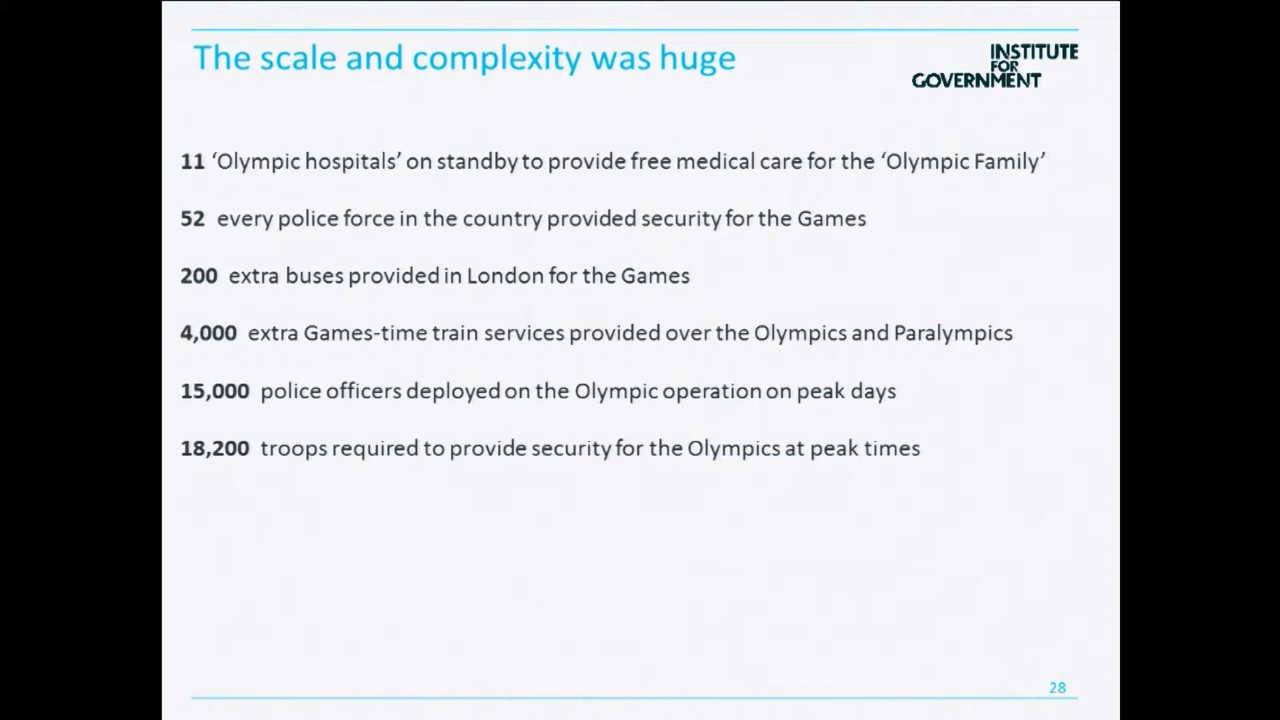 The scale and complexity was huge
INSTITUTE
FOR
GOVERNMENT
11 ‘Olympic hospitals’ on standby to provide free medical care for the ‘Olympic Family’
52 every police force in the country provided security for the Games
200 extra buses provided in London for the Games
4,000 extra Games-time train services provided over the Olympics and Paralympics
15,000 police officers deployed on the Olympic operation on peak days
18,200 troops required to provide security for the Olympics at peak times
28